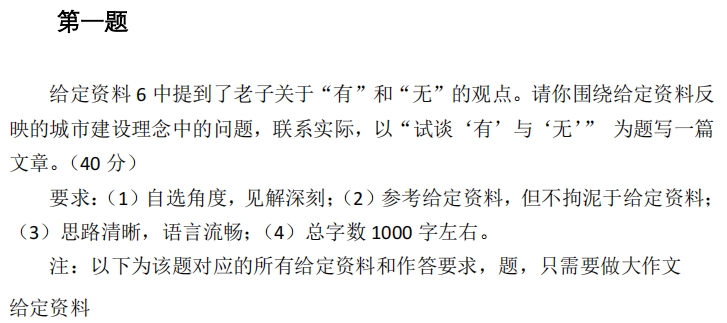 第一题
给定资料 6 中提到了老子关于“有”和“无”的观点。请你围绕给定资料反
映的城市建设理念中的问题，联系实际，以“试谈‘有’与‘无’” 为题写一篇
文章。（40 分）
要求：（1）自选角度，见解深刻；（2）参考给定资料，但不拘泥于给定资料；
（3）思路清晰，语言流畅；（4）总字数 1000 字左右。
注：以下为该题对应的所有给定资料和作答要求，题，只需要做大作文
给定资料